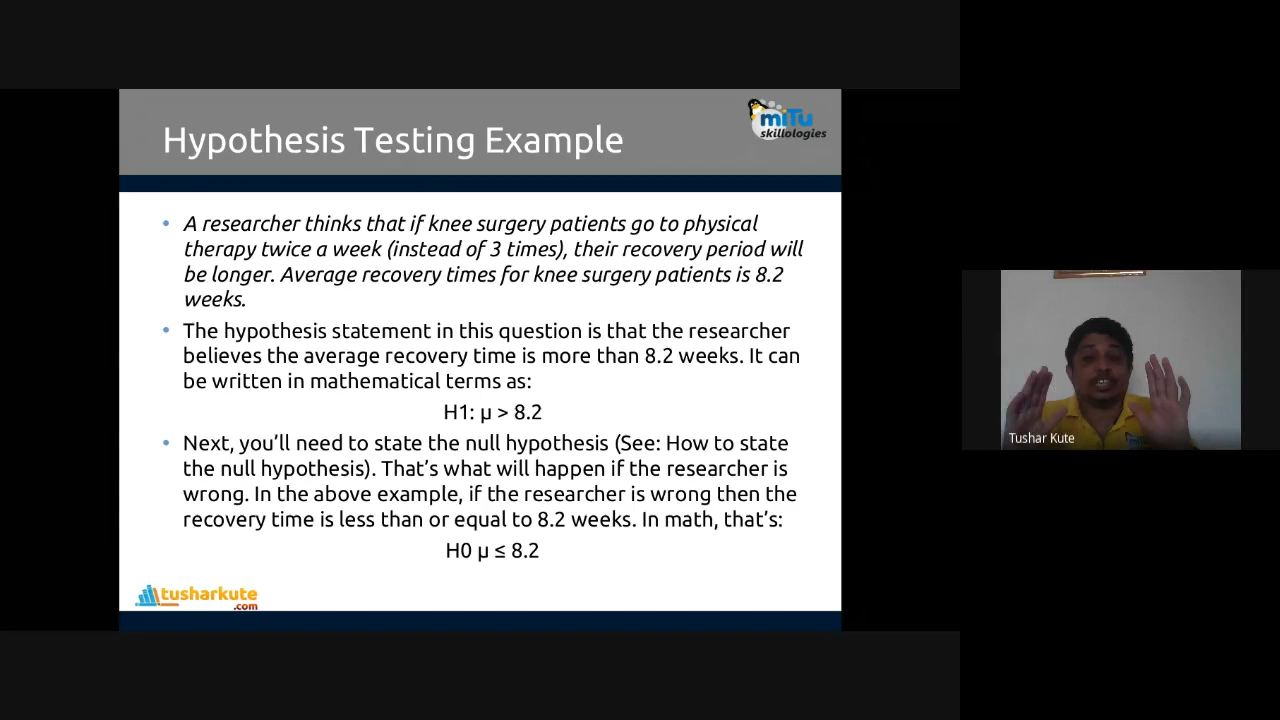 Hypothesis Testing Example
miTu
skillologies
A researcher thinks that if knee surgery patients go to physical
therapy twice a week (instead of 3 times), their recovery period will
be longer. Average recovery times for knee surgery patients is 8.2
weeks.
The hypothesis statement in this question is that the researcher
believes the average recovery time is more than 8.2 weeks. It can
be written in mathematical terms as:
H1: μ > 8.2
Next, you’ll need to state the null hypothesis (See: How to state
the null hypothesis). That’s what will happen if the researcher is
wrong. In the above example, if the researcher is wrong then the
recovery time is less than or equal to 8.2 weeks. In math, that’s:
H0 μ ≤ 8.2
tusharkute
.com
Tushar Kute